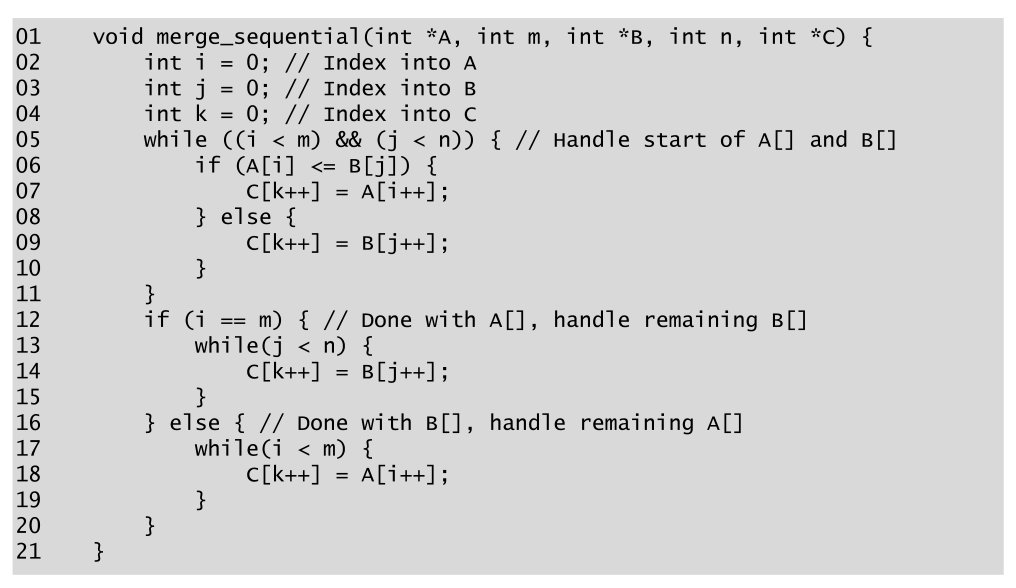 01 void merge_sequential(int *A, int m, int *B, int n, int *C) {
02 int i = 0; // Index into A
03 int j = 0; // Index into B
04 int k = 0; // Index into C
05 while ((i < m) && (j < n)) { // Handle start of A[] and B[]
06 if (A[i] <= B[j]) {
07 C[k++] = A[i++];
08 } else {
09 C[k++] = B[j++];
10 }
11 }
12 if (i == m) { // Done with A[], handle remaining B[]
13 while(j < n) {
14 C[k++] = B[j++];
15 }
16 } else { // Done with B[], handle remaining A[]
17 while(i < m) {
18 C[k++] = A[i++];
19 }
20 }
21 }